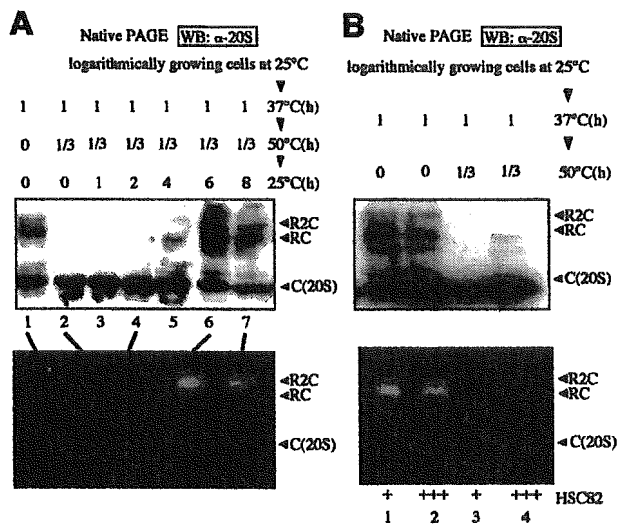 A
Native PAGE WB: α-20S
logarithmically growing cells at 25°C
1 1 1 1 1 1 1 37°C(h)
0 1/3 1/3 1/3 1/3 1/3 1/3 50°C(h)
0 0 1 2 4 6 8 25°C(h)
R2C
RC
C(20S)
1 2 3 4 5 6 7
R2C
RC
C(20S)
B
Native PAGE WB: α-20S
logarithmically growing cells at 25°C
1 1 1 1 37°C(h)
0 0 1/3 1/3 50°C(h)
R2C
RC
C(20S)
R2C
RC
C(20S)
+ +++ + +++ HSC82
1 2 3 4